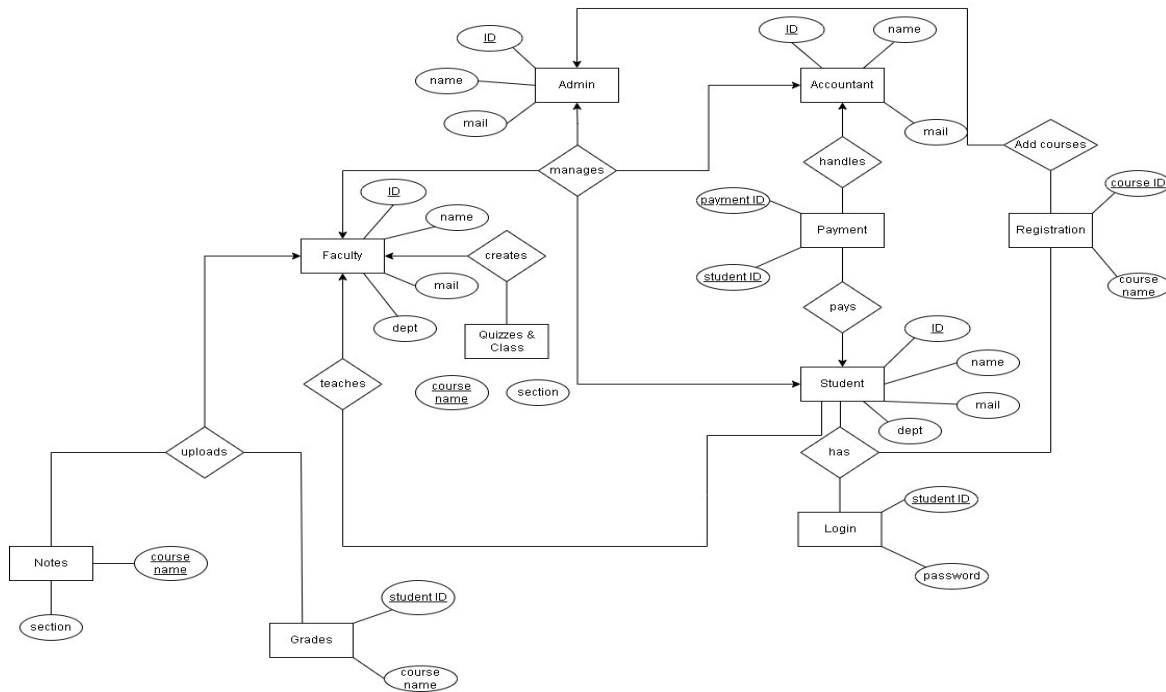 ID
name
ID
Admin
Accountant
name
mail
mail
Add courses
manages
handles
ID
course ID
payment ID
name
Faculty
creates
Payment
Registration
mail
student ID
course
name
dept
pays
ID
Quizzes &
Class
name
teaches
course
name
section
Student
mail
dept
uploads
has
student ID
Login
Notes
course
name
password
student ID
section
Grades
course
name